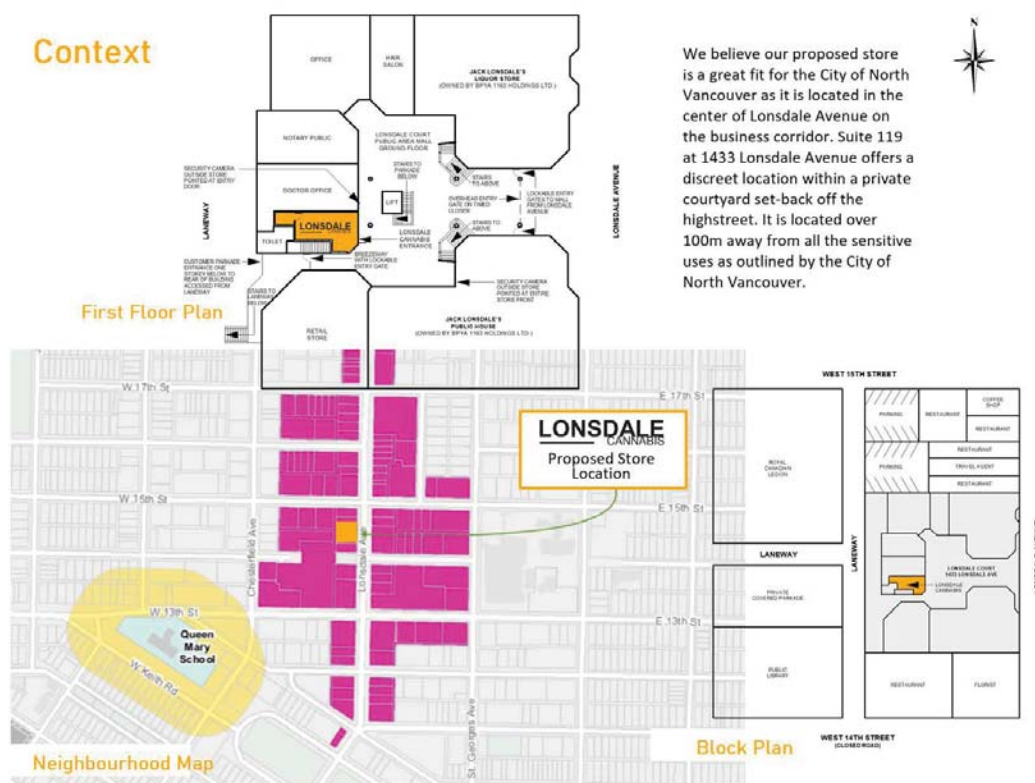 Context
N
We believe our proposed store
is a great fit for the City of North
Vancouver as it is located in the
center of Lonsdale Avenue on
the business corridor. Suite 119
at 1433 Lonsdale Avenue offers a
discreet location within a private
courtyard set-back off the
highstreet. It is located over
100m away from all the sensitive
uses as outlined by the City of
North Vancouver.
OFFICE
HAIR
SALON
JACK LONSDALE'S
LIQUOR STORE
(OWNED BY BPYA 1163 HOLDINGS LTD.)
NOTARY PUBLIC
LONSDALE COURT
PUBLIC AREA MALL
GROUND FLOOR
SECURITY CAMERA
OUTSIDE STORE
POINTED AT ENTRY
DOOR
STAIRS TO
PARKADE
BELOW
STAIRS
TO ABOVE
DOCTOR OFFICE
LIFT
OVERHEAD ENTRY
GATE ON TIMED
CLOSER
LOCKABLE ENTRY
GATES TO MALL
FROM LONSDALE
AVENUE
LANEWAY
LONSDALE AVENUE
LONSDALE
STAIRS TO
ABOVE
LONSDALE
CANNABIS
ENTRANCE
TOILET
BREEZEWAY
WITH LOCKABLE
ENTRY GATE
CUSTOMER PARKADE
ENTRANCE ONE
STOREY BELOW TO
REAR OF BUILDING
ACCESSED FROM
LANEWAY
STAIRS TO
LANEWAY
BELOW
SECURITY CAMERA
OUTSIDE STORE
POINTED AT ENTIRE
STORE FRONT
First Floor Plan
RETAIL
STORE
JACK LONSDALE'S
PUBLIC HOUSE
(OWNED BY BPYA 1163 HOLDINGS LTD.)
W 17th St
E 17th St
LONSDALE
CANNABIS
Proposed Store
Location
W 15th St
E 15th St
Chesterfield Ave
Lonsdale Ave
W 13th St
E 13th St
Queen
Mary
School
W Keith Rd
St. Georges Ave
Neighbourhood Map
WEST 15TH STREET
PARKING
RESTAURANT
COFFEE
SHOP
RESTAURANT
ROYAL
CANADIAN
LEGION
PARKING
RESTAURANT
TRAVEL AGENT
RESTAURANT
LANEWAY
LANEWAY
LONSDALE COURT
1433 LONSDALE AVE
LONSDALE
CANNABIS
PRIVATE
COVERED PARKADE
PUBLIC
LIBRARY
RESTAURANT
FLORIST
Block Plan
WEST 14TH STREET
(CLOSED ROAD)